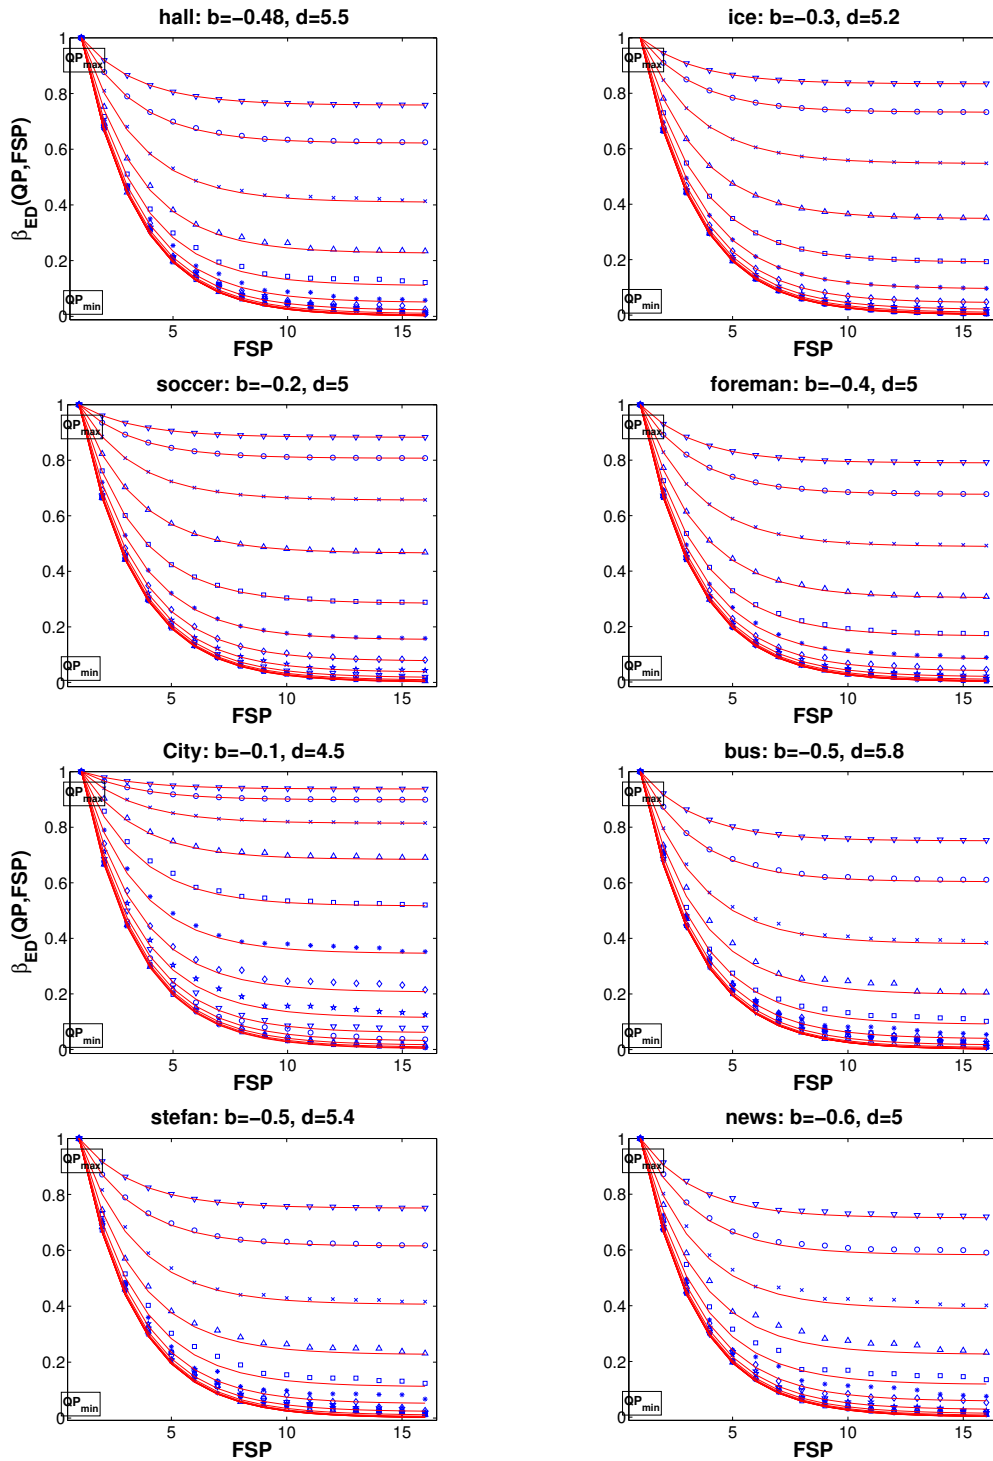 hall: b=−0.48, d=5.5
1
0.8
0.6
0.4
0.2
0
QPmax
QPmin
βED(QP,FSP)
5
10
15
FSP
ice: b=−0.3, d=5.2
1
0.8
0.6
0.4
0.2
0
QPmax
QPmin
5
10
15
FSP
soccer: b=−0.2, d=5
1
0.8
0.6
0.4
0.2
0
QPmax
QPmin
5
10
15
FSP
foreman: b=−0.4, d=5
1
0.8
0.6
0.4
0.2
0
QPmax
QPmin
5
10
15
FSP
City: b=−0.1, d=4.5
1
0.8
0.6
0.4
0.2
0
QPmax
QPmin
βED(QP,FSP)
5
10
15
FSP
bus: b=−0.5, d=5.8
1
0.8
0.6
0.4
0.2
0
QPmax
QPmin
5
10
15
FSP
stefan: b=−0.5, d=5.4
1
0.8
0.6
0.4
0.2
0
QPmax
QPmin
5
10
15
FSP
news: b=−0.6, d=5
1
0.8
0.6
0.4
0.2
0
QPmax
QPmin
5
10
15
FSP